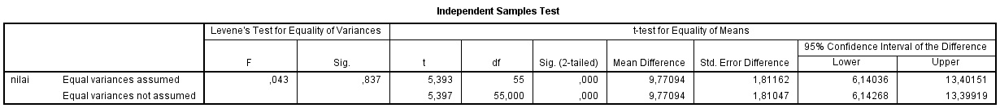 Independent Samples Test
Levene's Test for Equality of Variances t-test for Equality of Means
95% Confidence Interval of the Difference
F Sig. t df Sig. (2-tailed) Mean Difference Std. Error Difference Lower Upper
nilai Equal variances assumed ,043 ,837 5,393 55 ,000 9,77094 1,81162 6,14036 13,40151
Equal variances not assumed 5,397 55,000 ,000 9,77094 1,81047 6,14268 13,39919